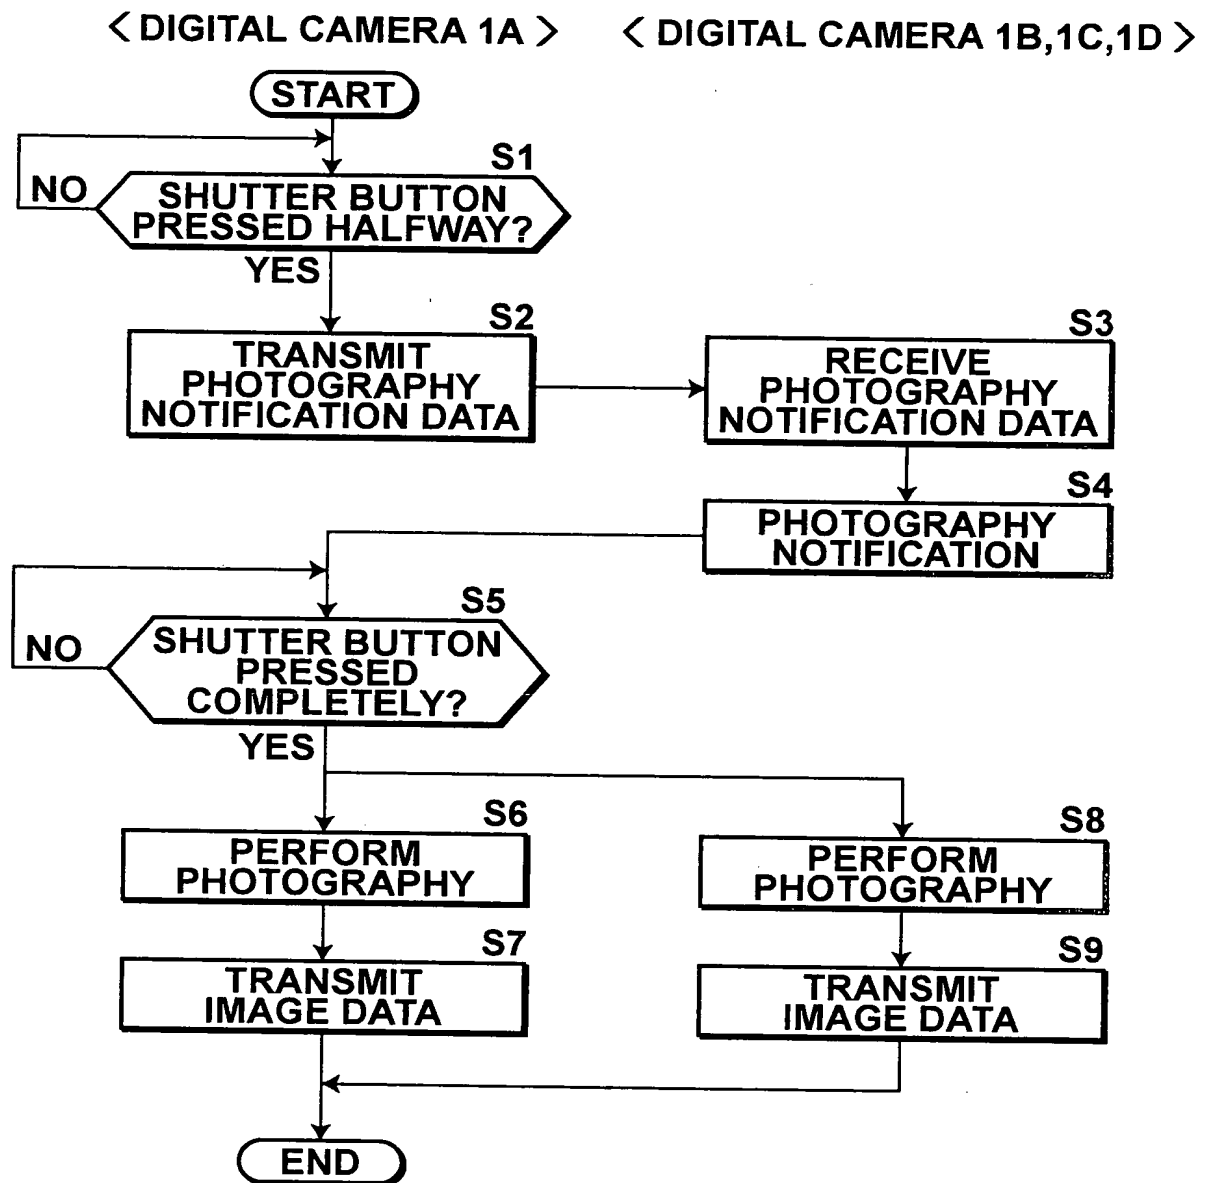 < DIGITAL CAMERA 1A >
< DIGITAL CAMERA 1B,1C,1D >
START
S1
NO
SHUTTER BUTTON
PRESSED HALFWAY?
YES
S2
TRANSMIT
PHOTOGRAPHY
NOTIFICATION DATA
S3
RECEIVE
PHOTOGRAPHY
NOTIFICATION DATA
S4
PHOTOGRAPHY
NOTIFICATION
S5
NO
SHUTTER BUTTON
PRESSED
COMPLETELY?
YES
S6
PERFORM
PHOTOGRAPHY
S8
PERFORM
PHOTOGRAPHY
S7
TRANSMIT
IMAGE DATA
S9
TRANSMIT
IMAGE DATA
END